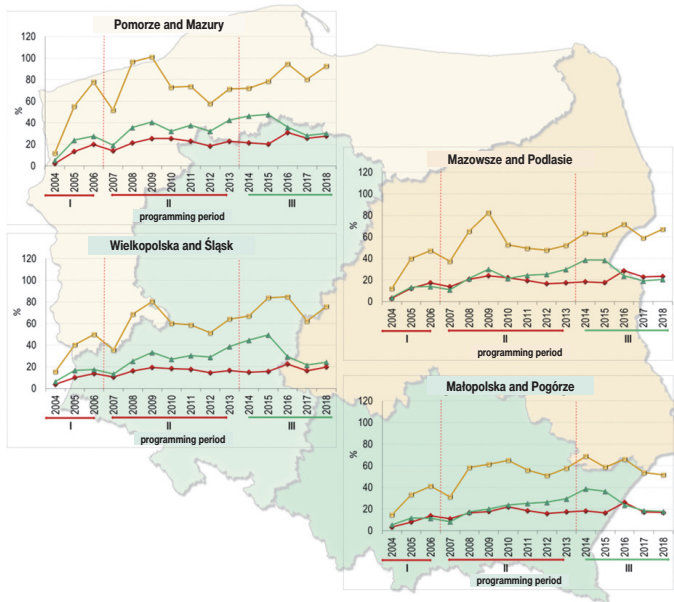 Pomorze and Mazury
120
100
80
60
40
20
0
%
2004 2005 2006 2007 2008 2009 2010 2011 2012 2013 2014 2015 2016 2017 2018
I II III
programming period
Mazowsze and Podlasie
120
100
80
60
40
20
0
%
2004 2005 2006 2007 2008 2009 2010 2011 2012 2013 2014 2015 2016 2017 2018
I II III
programming period
Wielkopolska and Śląsk
120
100
80
60
40
20
0
%
2004 2005 2006 2007 2008 2009 2010 2011 2012 2013 2014 2015 2016 2017 2018
I II III
programming period
Małopolska and Pogórze
120
100
80
60
40
20
0
%
2004 2005 2006 2007 2008 2009 2010 2011 2012 2013 2014 2015 2016 2017 2018
I II III
programming period